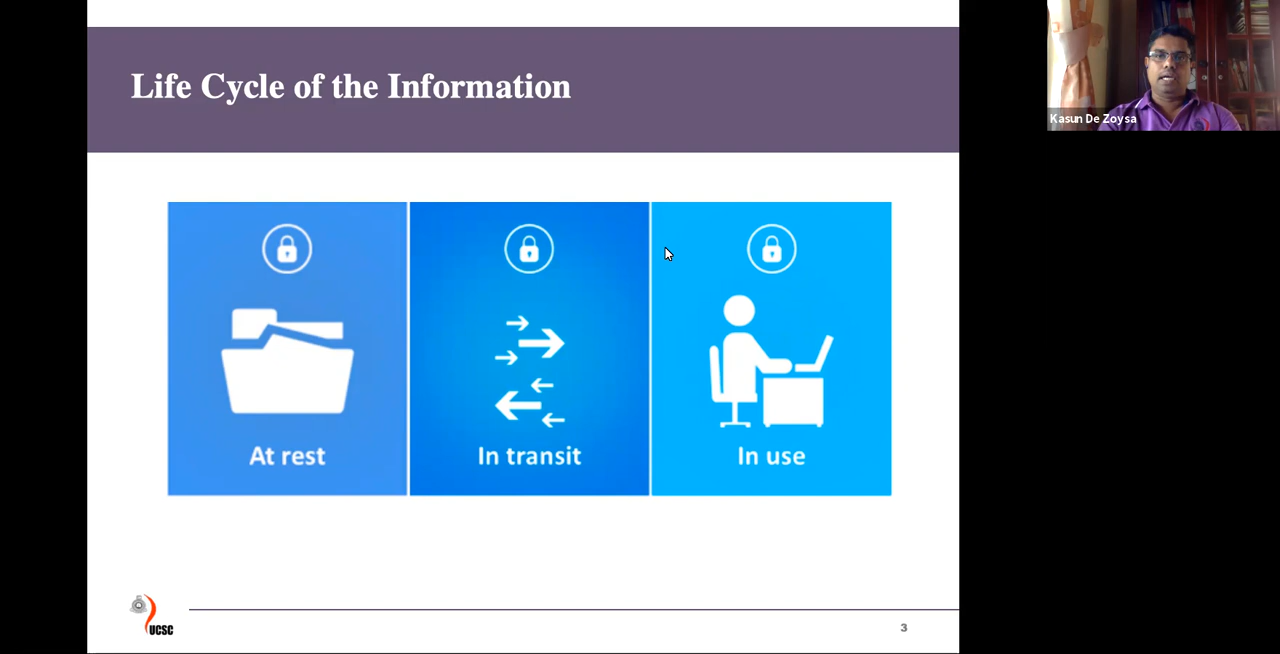 Life Cycle of the Information
Kasun De Zoysa
At rest
In transit
In use
UCSC
3